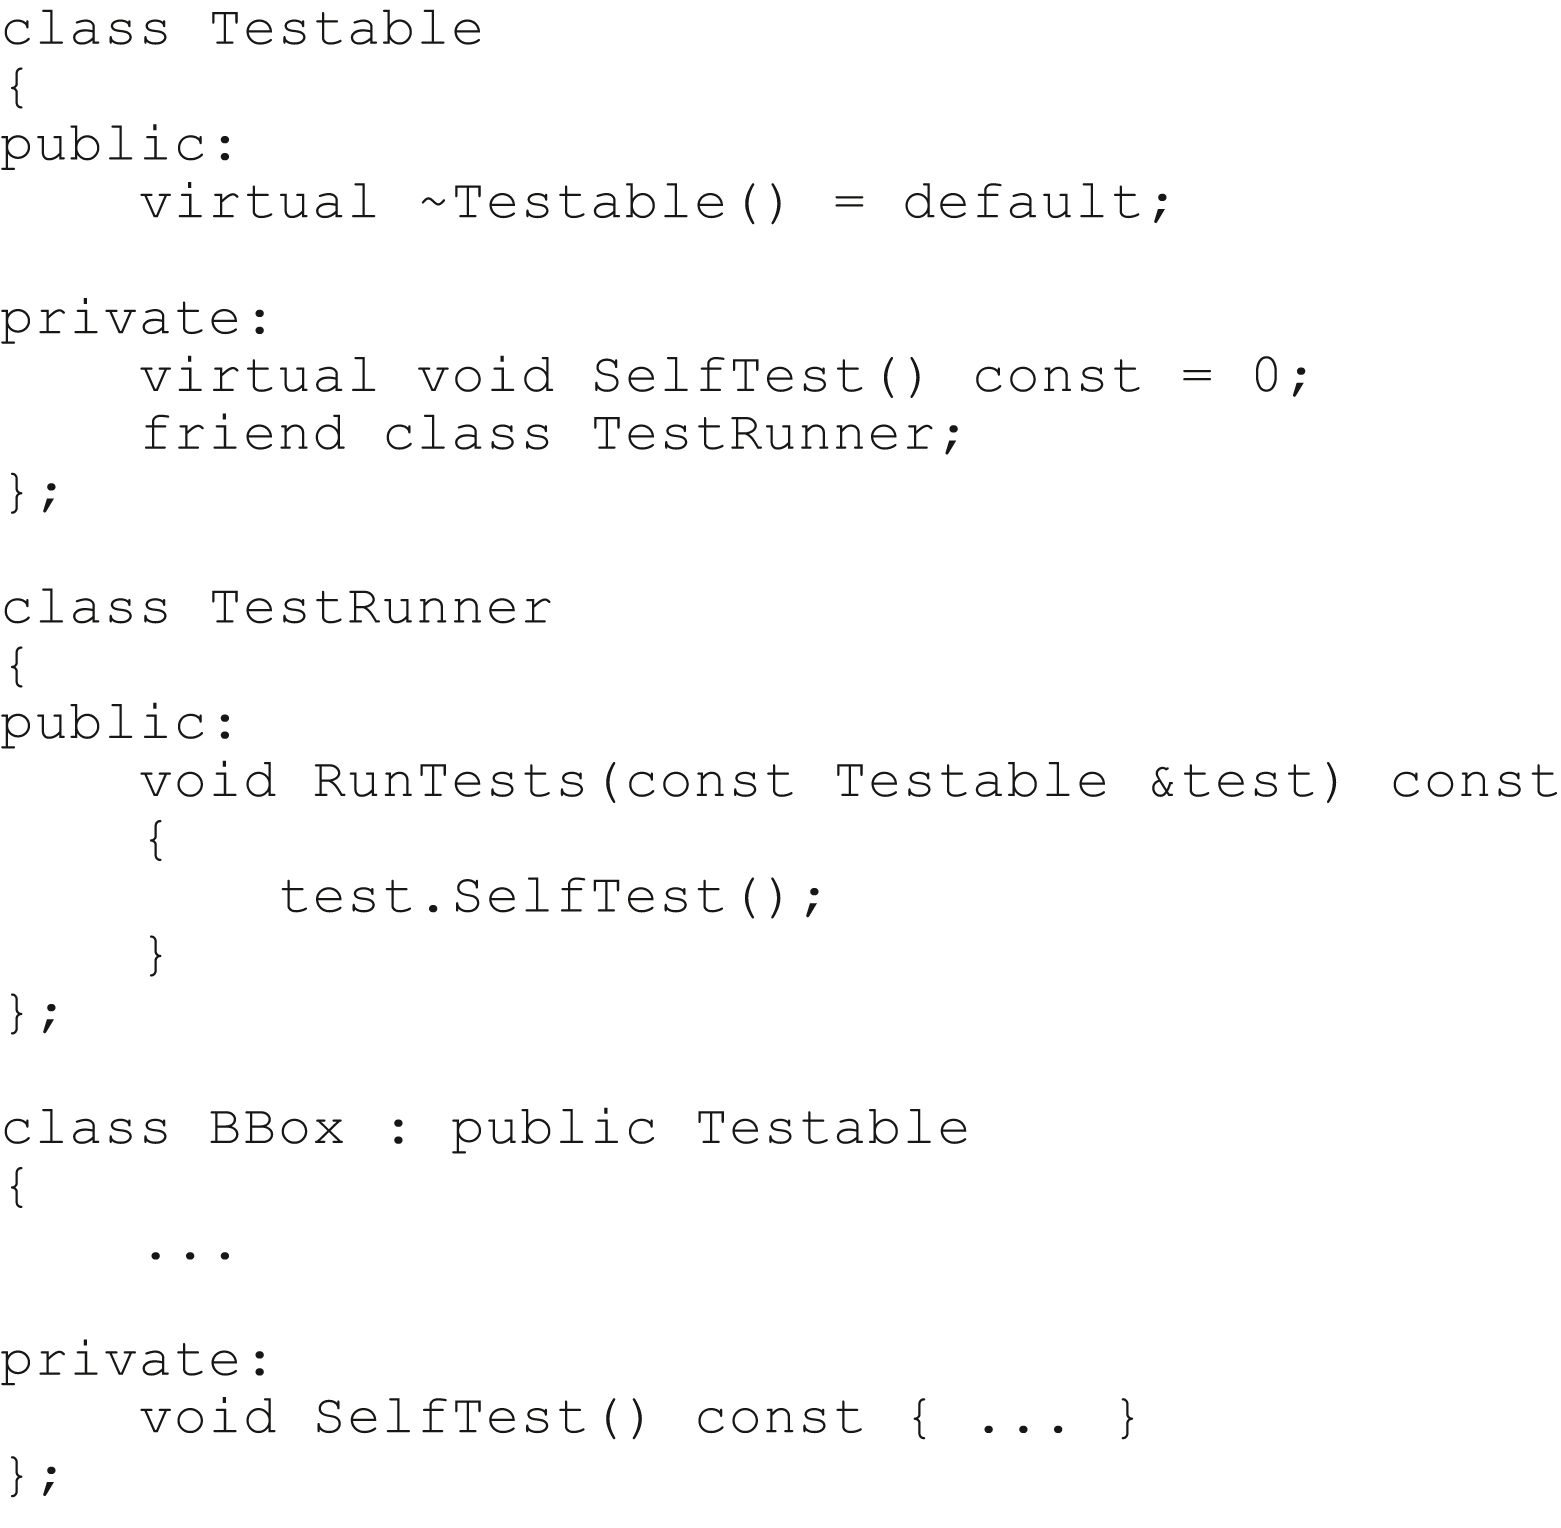 class Testable
{
public:
    virtual ~Testable() = default;

private:
    virtual void SelfTest() const = 0;
    friend class TestRunner;
};

class TestRunner
{
public:
    void RunTests(const Testable &test) const
    {
        test.SelfTest();
    }
};

class BBox : public Testable
{
    ...

private:
    void SelfTest() const { ... }
};